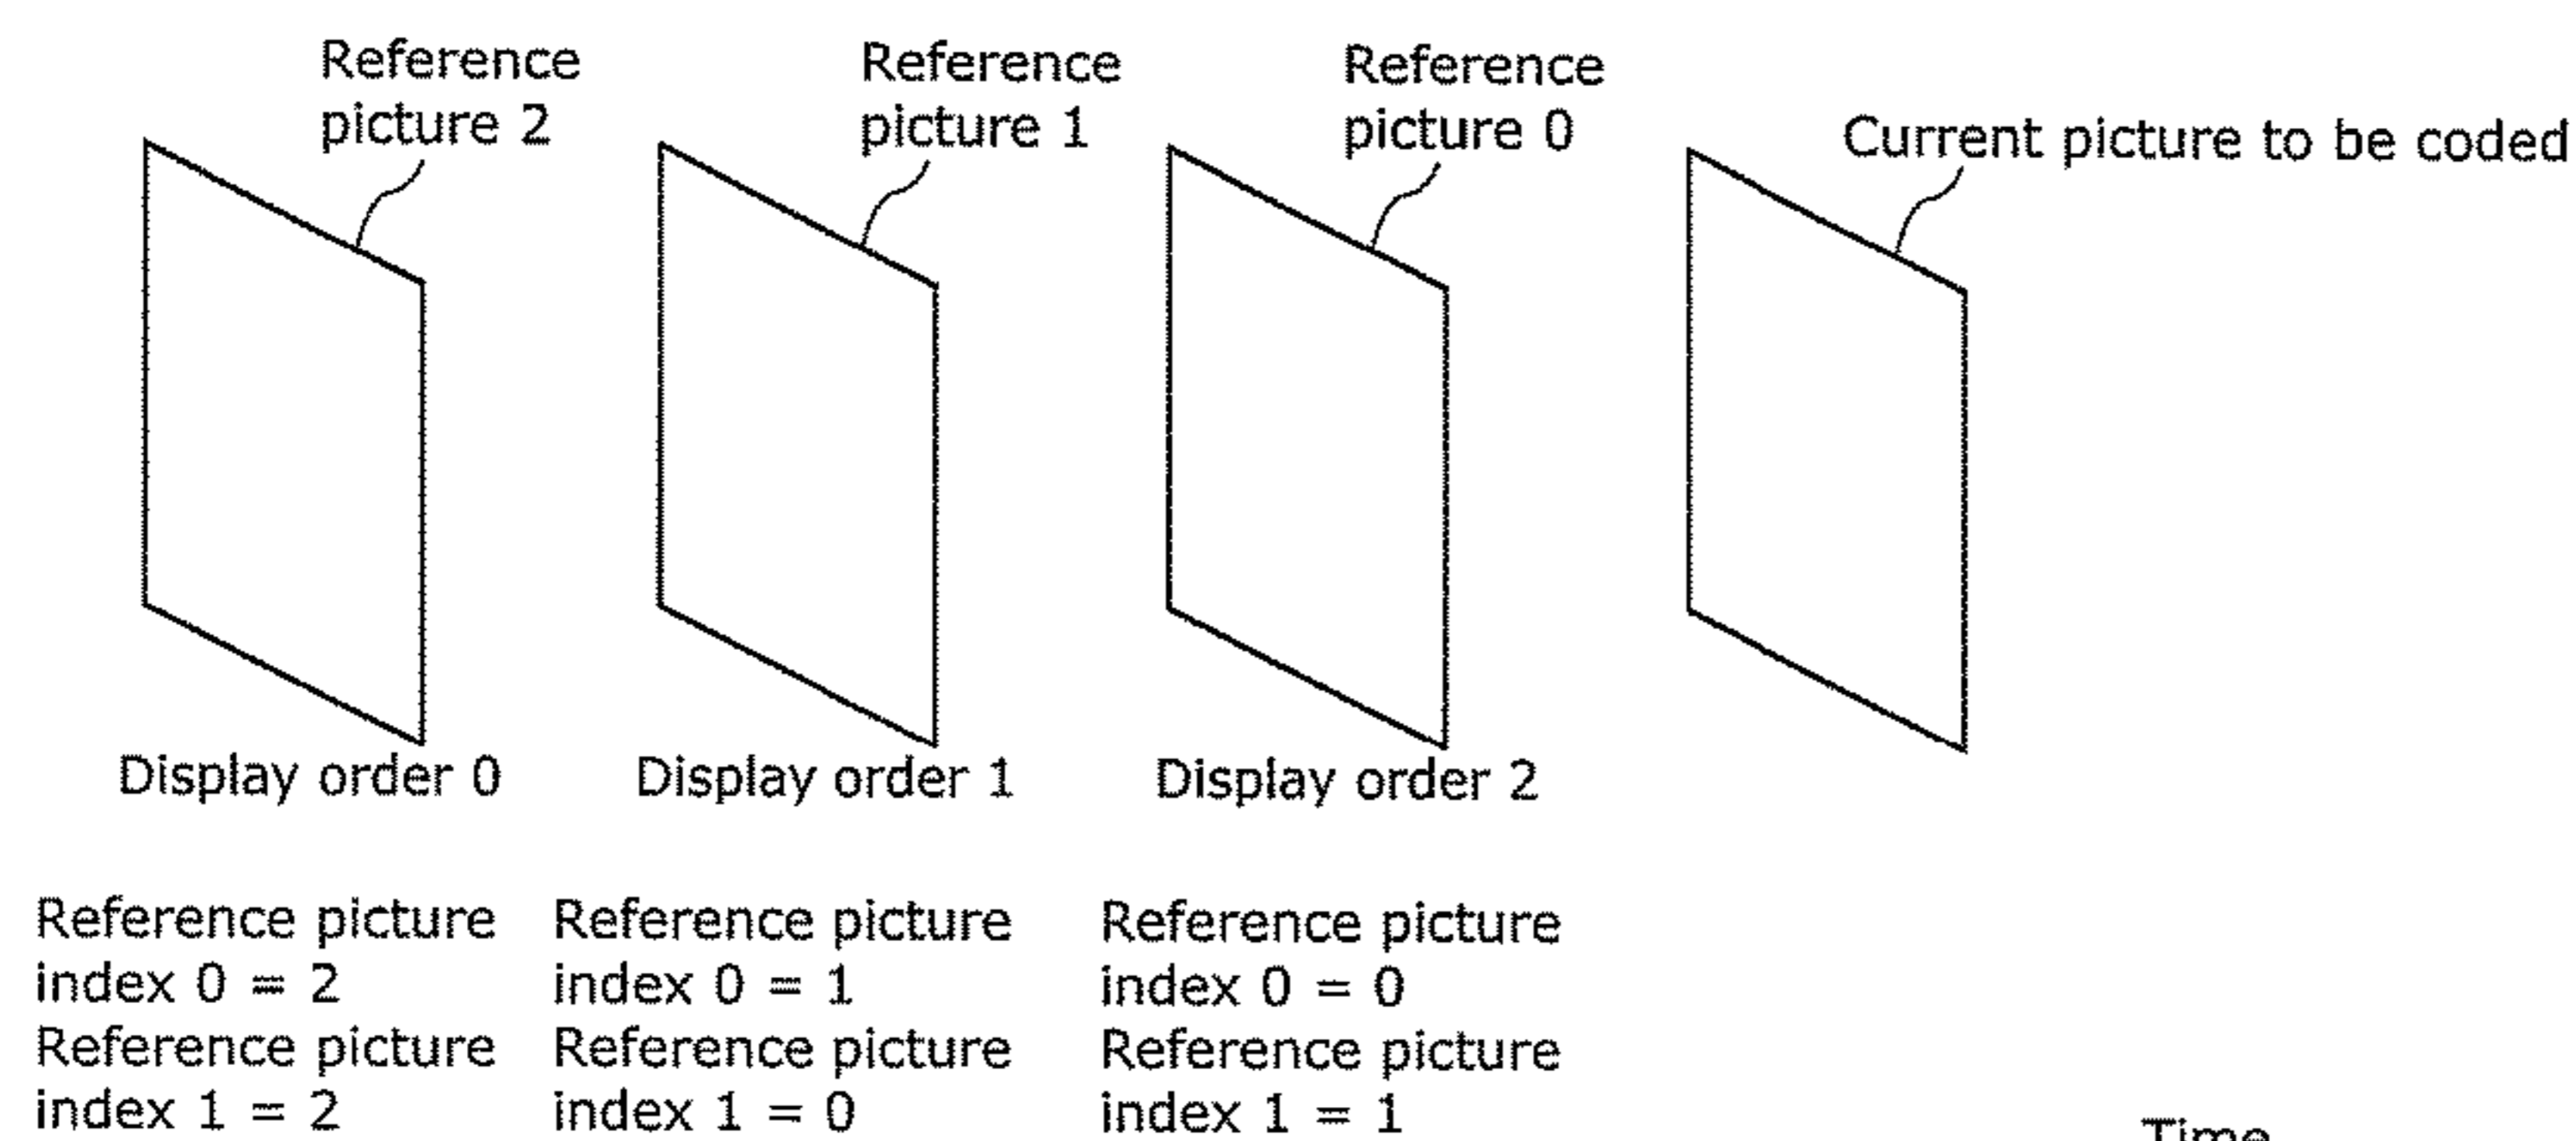 Reference
picture 2
Reference
picture 1
Reference
picture 0
Current picture to be coded
Display order 0
Display order 1
Display order 2
Reference picture
index 0 = 2
Reference picture
index 1 = 2
Reference picture
index 0 = 1
Reference picture
index 1 = 0
Reference picture
index 0 = 0
Reference picture
index 1 = 1
Time